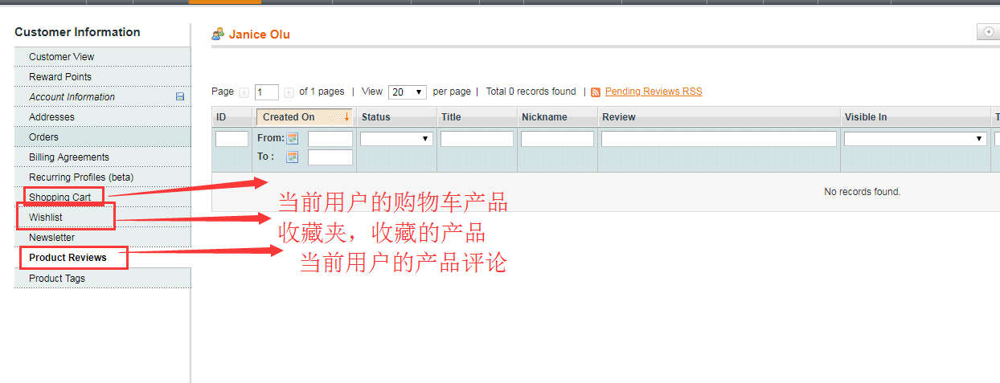 Customer Information
Janice Olu
Customer View
Reward Points
Account Information
Addresses
Orders
Billing Agreements
Recurring Profiles (beta)
Shopping Cart
Wishlist
Newsletter
Product Reviews
Product Tags
Page 1 of 1 pages | View 20 per page | Total 0 records found | Pending Reviews RSS
ID Created On Status Title Nickname Review Visible In T
From:
To :
No records found.
当前用户的购物车产品
收藏夹，收藏的产品
当前用户的产品评论